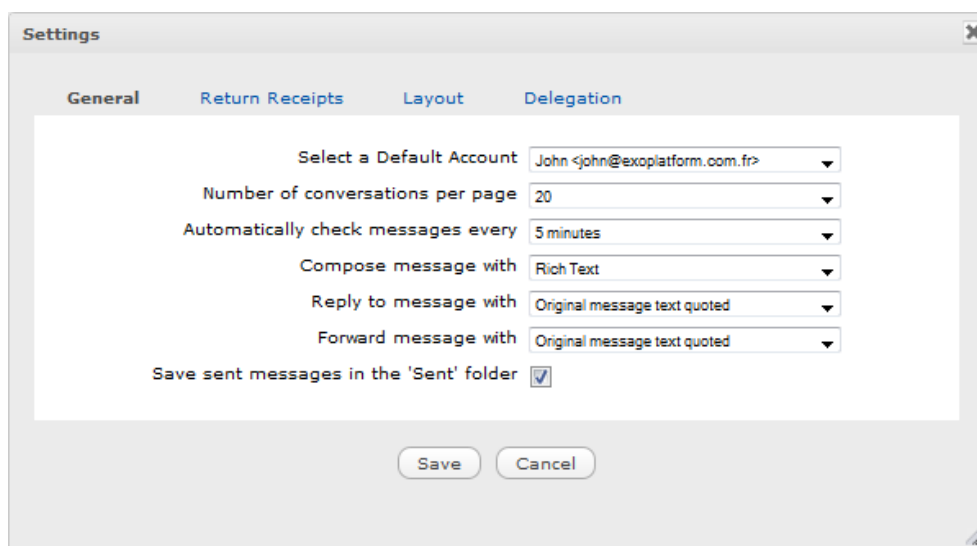 Settings
General Return Receipts Layout Delegation
Select a Default Account John <john@exoplatform.com.fr>
Number of conversations per page 20
Automatically check messages every 5 minutes
Compose message with Rich Text
Reply to message with Original message text quoted
Forward message with Original message text quoted
Save sent messages in the 'Sent' folder
Save Cancel